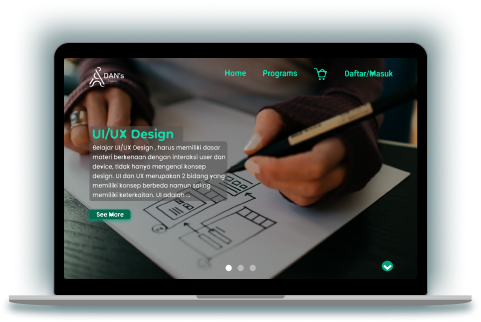 DAN's
Home Programs Daftar/Masuk
UI/UX Design
Belajar UI/UX Design , harus memiliki dasar
materi berkenaan dengan interaksi user dan
device, tidak hanya mengenal konsep
design. UI dan UX merupakan 2 bidang yang
memiliki konsep berbeda namun saling
memiliki keterkaitan. UI adalah ...
See More